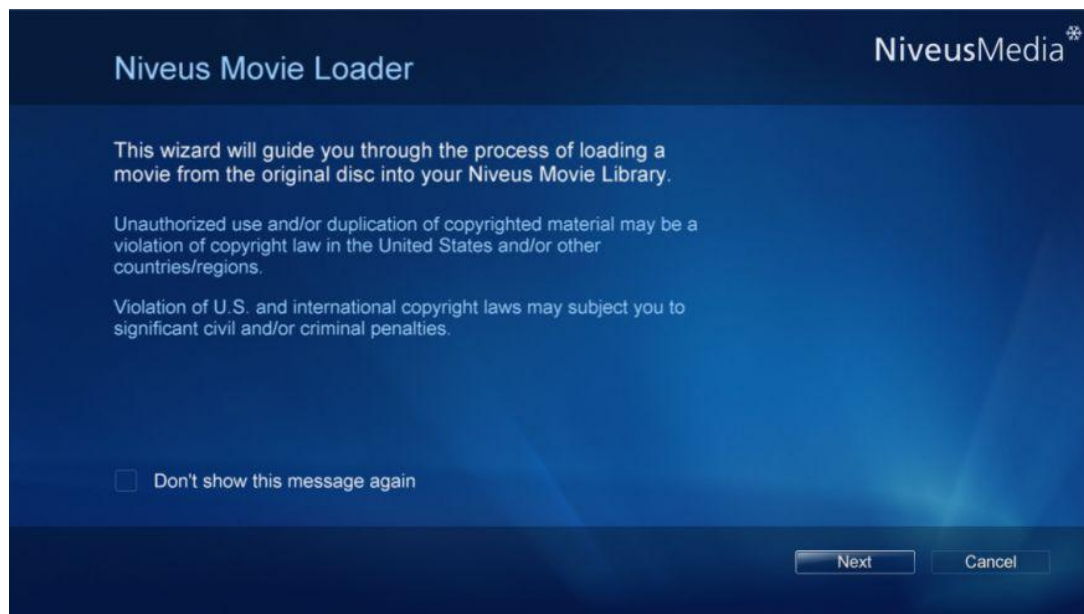 Niveus Movie Loader
NiveusMedia
This wizard will guide you through the process of loading a
movie from the original disc into your Niveus Movie Library.
Unauthorized use and/or duplication of copyrighted material may be a
violation of copyright law in the United States and/or other
countries/regions.
Violation of U.S. and international copyright laws may subject you to
significant civil and/or criminal penalties.
Don't show this message again
Next
Cancel